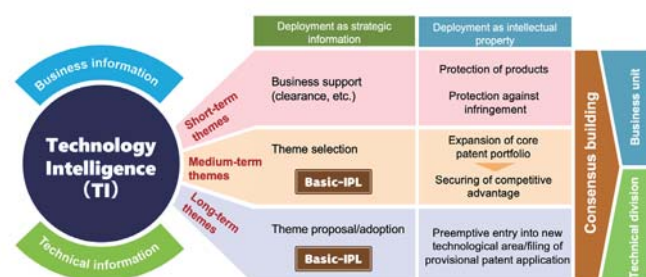 Deployment as strategic
information
Deployment as intellectual
property
Business information
Technology
Intelligence
(TI)
Technical information
Short-term
themes
Business support
(clearance, etc.)
Protection of products
Protection against
infringement
Medium-term
themes
Theme selection
Basic-IPL
Expansion of core
patent portfolio
Securing of competitive
advantage
Long-term
themes
Theme proposal/adoption
Basic-IPL
Preemptive entry into new
technological area/filing of
provisional patent application
Consensus building
Business unit
Technical division